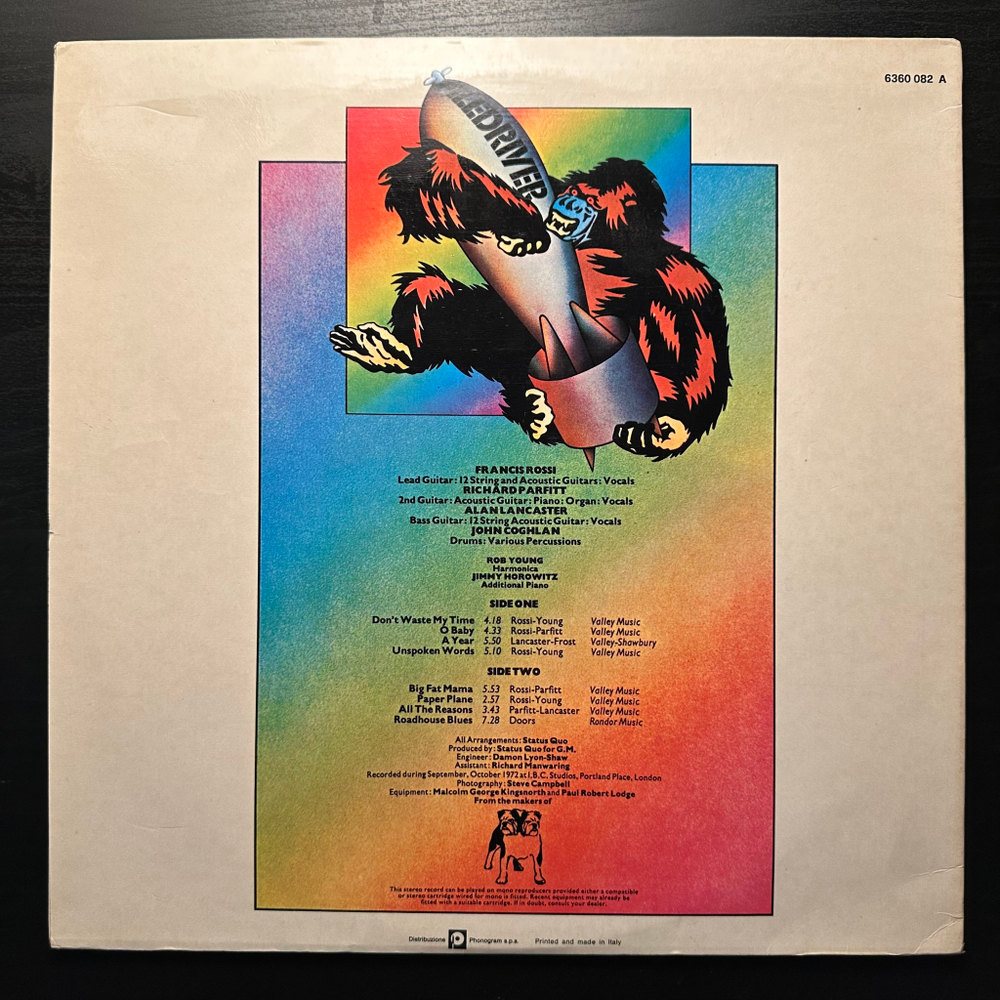 6360 082 A
LEDRIVER
FRANCIS ROSSI
Lead Guitar: 12 String and Acoustic Guitars: Vocals
RICHARD PARFITT
2nd Guitar: Acoustic Guitar: Piano: Organ: Vocals
ALAN LANCASTER
Bass Guitar: 12 String Acoustic Guitar: Vocals
JOHN COGHLAN
Drums: Various Percussions
ROB YOUNG
Harmonica
JIMMY HOROWITZ
Additional Piano
SIDE ONE
Don't Waste My Time 4.18 Rossi-Young Valley Music
O Baby 4.33 Rossi-Parfitt Valley Music
A Year 5.50 Lancaster-Frost Valley-Shawbury
Unspoken Words 5.10 Rossi-Young Valley Music
SIDE TWO
Big Fat Mama 5.53 Rossi-Parfitt Valley Music
Paper Plane 2.57 Rossi-Young Valley Music
All The Reasons 3.43 Parfitt-Lancaster Valley Music
Roadhouse Blues 7.28 Doors Rondor Music
All Arrangements: Status Quo
Produced by: Status Quo for G.M.
Engineer: Damon Lyon-Shaw
Assistant: Richard Manwaring
Recorded during September, October 1972 at I.B.C. Studios, Portland Place, London
Photography: Steve Campbell
Equipment: Malcolm George Kingsnorth and Paul Robert Lodge
From the makers of
This stereo record can be played on mono reproducers provided either a compatible
or stereo cartridge wired for mono is fitted. Recent equipment may already be
fitted with a suitable cartridge. If in doubt, consult your dealer.
Distribuzione P Phonogram s.p.a. Printed and made in Italy